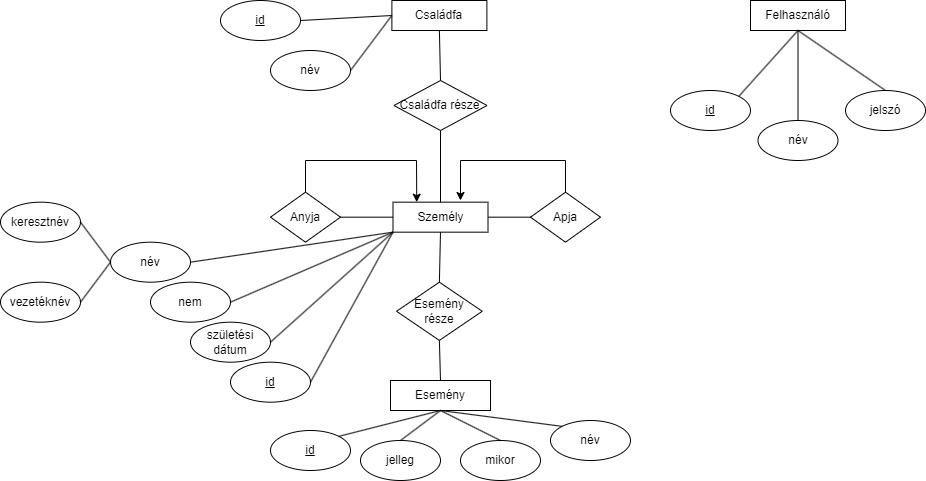 Családfa
id
név
Családfa része
Felhasználó
id
név
jelszó
Anyja
Személy
Apja
keresztnév
vezetéknév
név
nem
születési
dátum
id
Esemény
része
Esemény
id
jelleg
mikor
név